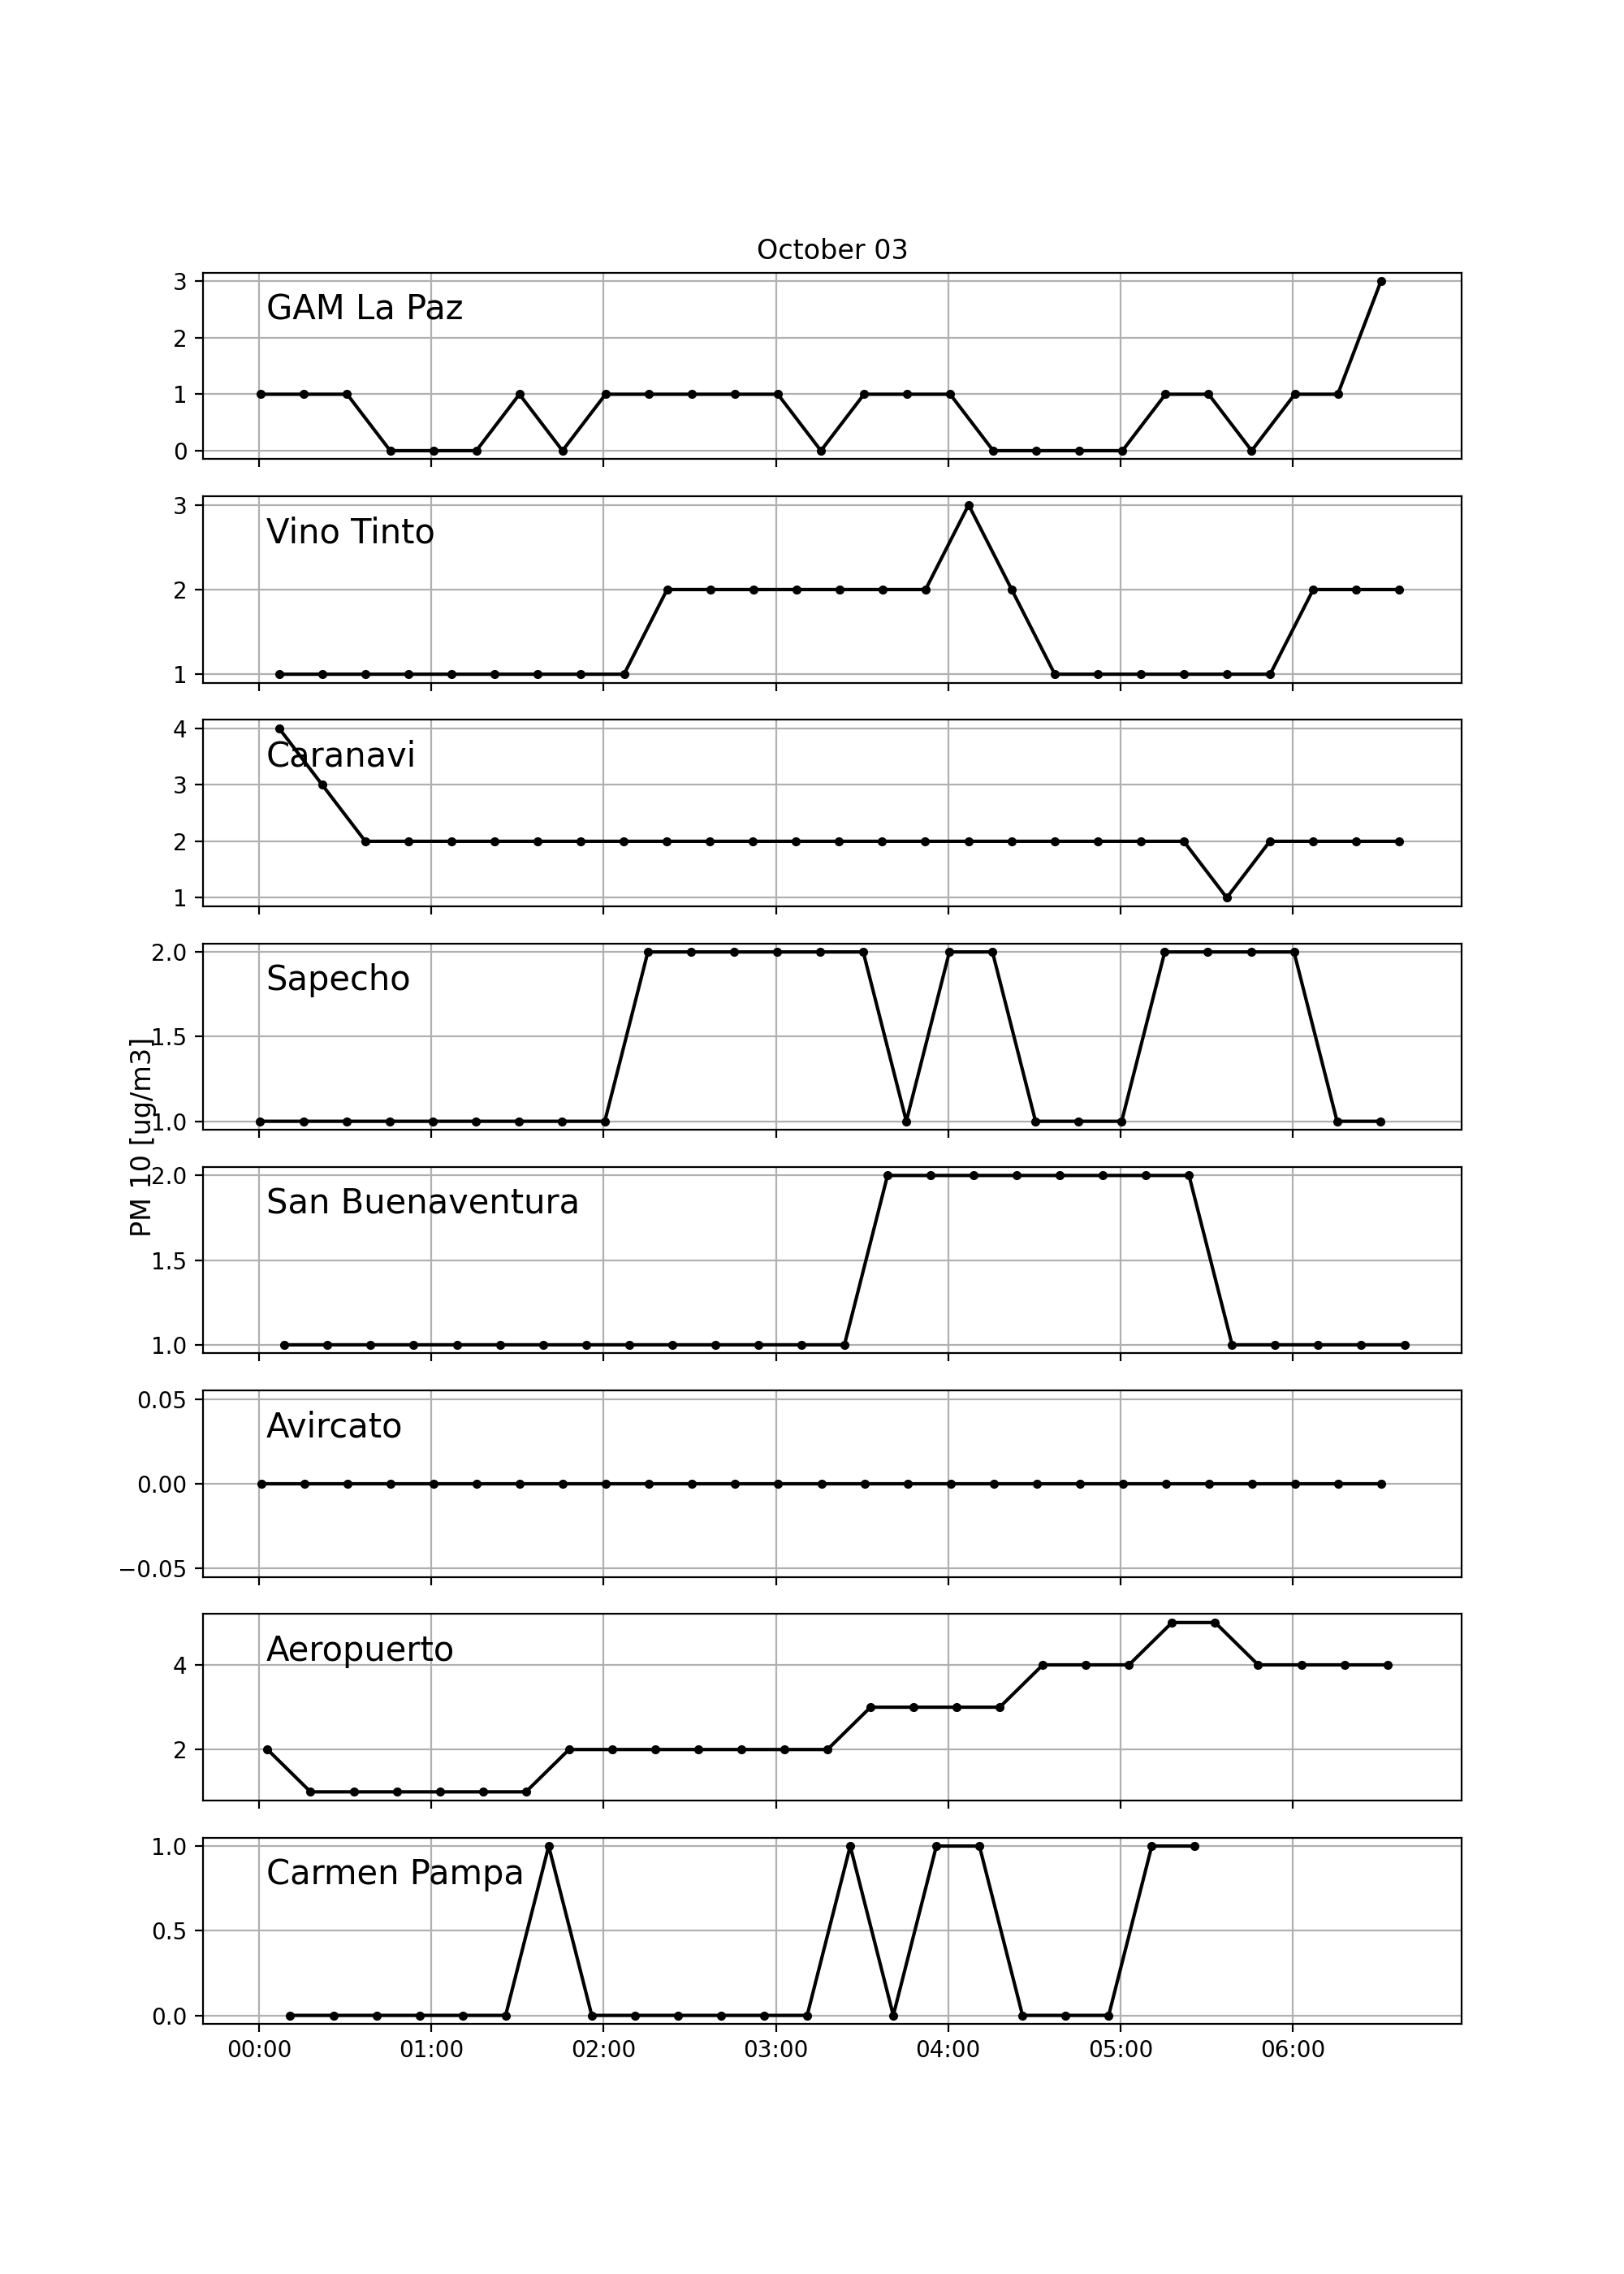 October 03
3
GAM La Paz
2
1
0
3
Vino Tinto
2
1
4
Caranavi
3
2
1
2.0
Sapecho
1.5
1.0
PM 10 [ug/m3]
2.0
San Buenaventura
1.5
1.0
0.05
Avircato
0.00
−0.05
Aeropuerto
4
2
1.0
Carmen Pampa
0.5
0.0
00:00 01:00 02:00 03:00 04:00 05:00 06:00